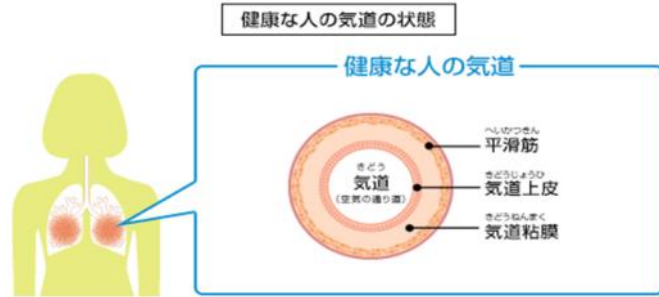 健康な人の気道の状態
健康な人の気道
へいかつきん
平滑筋
きどう
気道
(空気の通り道)
きどうじょうひ
気道上皮
きどうねんまく
気道粘膜